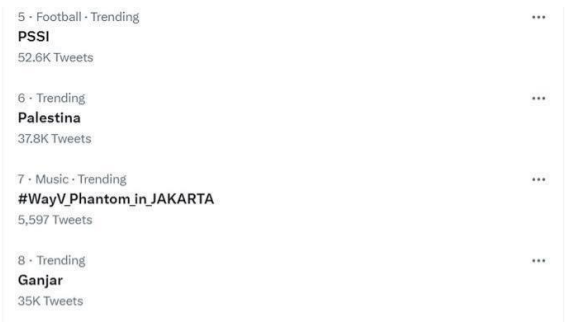 5 · Football · Trending
PSSI
52.6K Tweets
6 · Trending
Palestina
37.8K Tweets
7 · Music · Trending
#WayV_Phantom_in_JAKARTA
5,597 Tweets
8 · Trending
Ganjar
35K Tweets